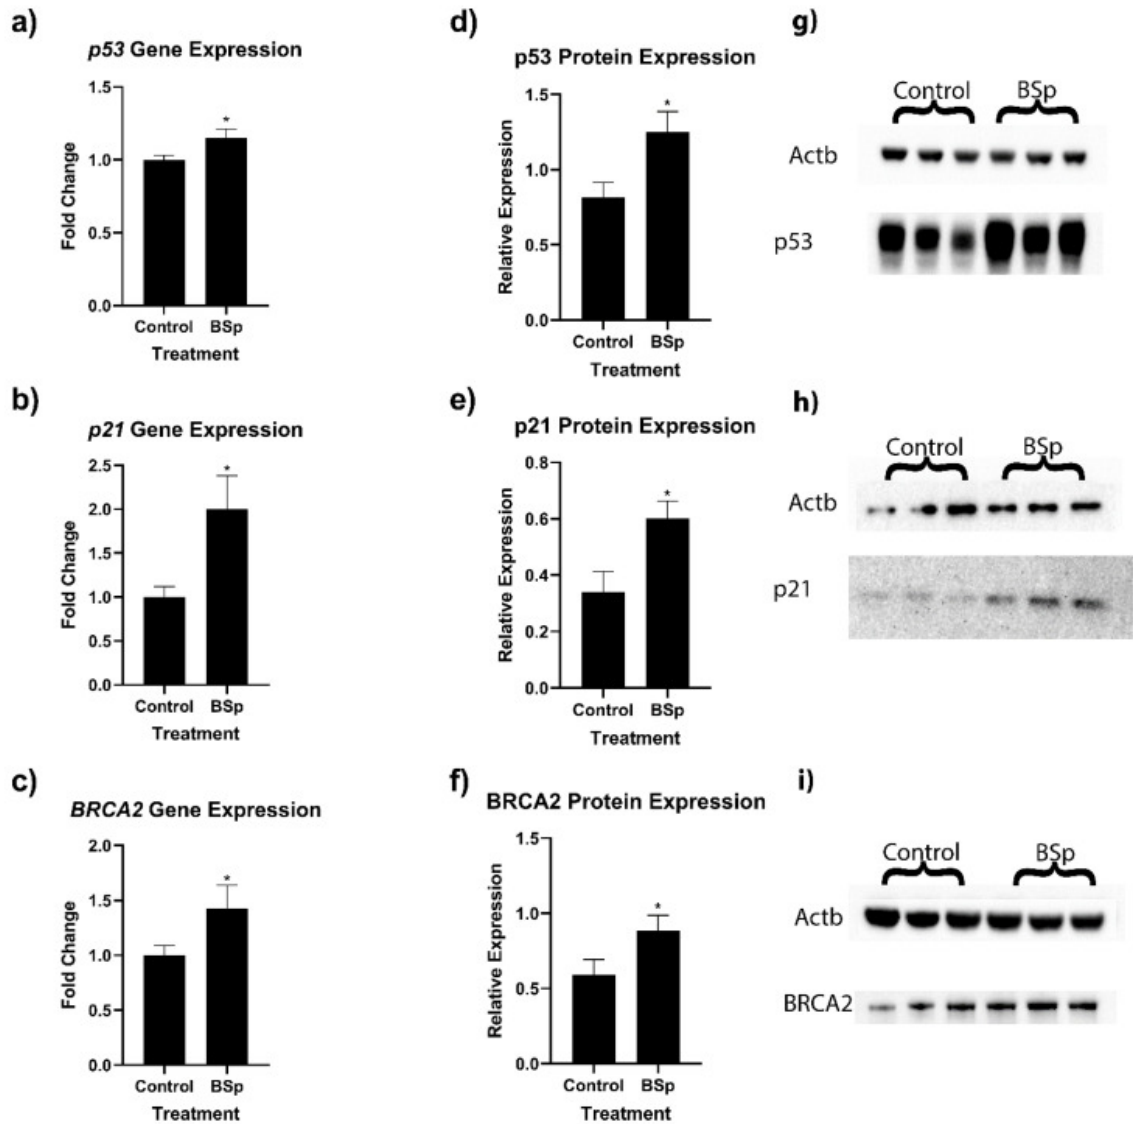 a)
p53 Gene Expression
1.5
1.0
0.5
0.0
Fold Change
*
Control BSp
Treatment
d)
p53 Protein Expression
1.5
1.0
0.5
0.0
Relative Expression
*
Control BSp
Treatment
g)
Control BSp
Actb
p53
b)
p21 Gene Expression
2.5
2.0
1.5
1.0
0.5
0.0
Fold Change
*
Control BSp
Treatment
e)
p21 Protein Expression
0.8
0.6
0.4
0.2
0.0
Relative Expression
*
Control BSp
Treatment
h)
Control BSp
Actb
p21
c)
BRCA2 Gene Expression
2.0
1.5
1.0
0.5
0.0
Fold Change
*
Control BSp
Treatment
f)
BRCA2 Protein Expression
1.5
1.0
0.5
0.0
Relative Expression
*
Control BSp
Treatment
i)
Control BSp
Actb
BRCA2